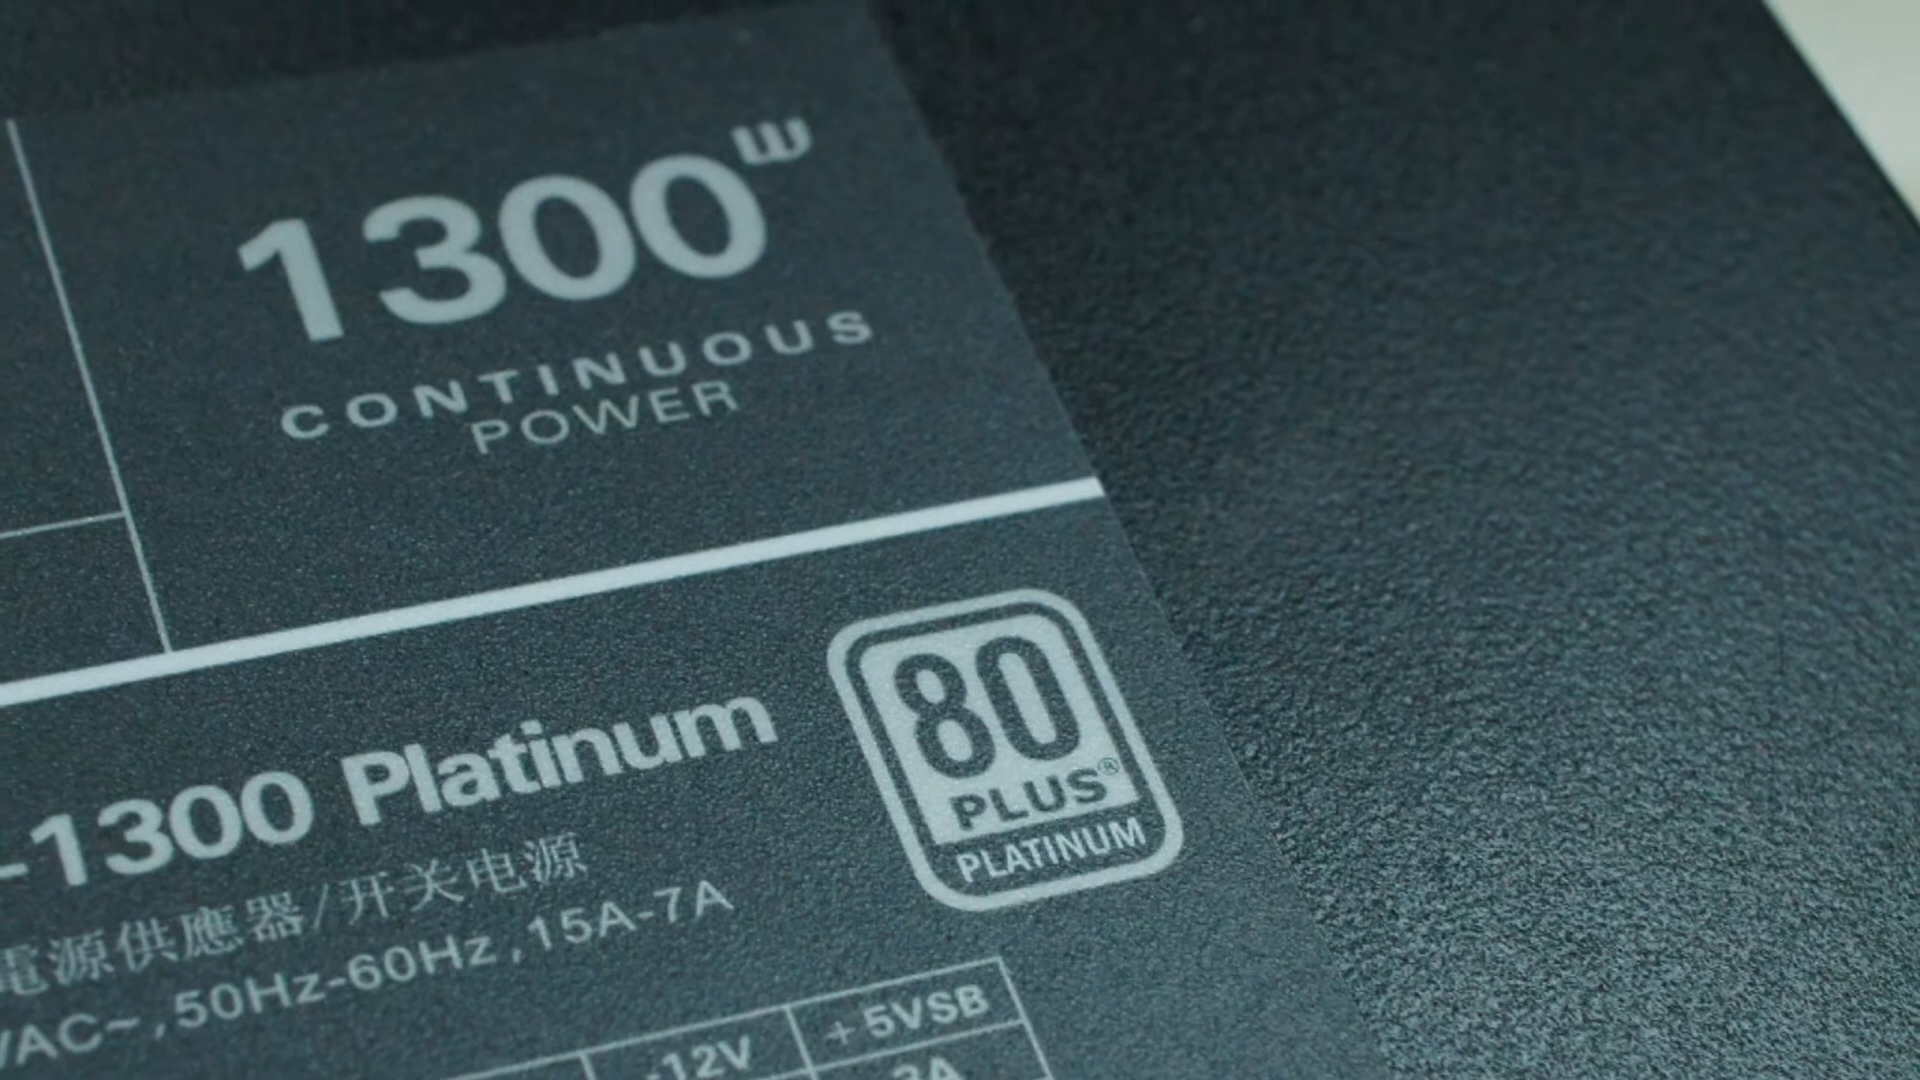 1300W
CONTINUOUS
POWER
80
PLUS®
PLATINUM
-1300 Platinum
電源供應器/开关电源
VAC~,50Hz-60Hz,15A-7A
-12V +5VSB
3A